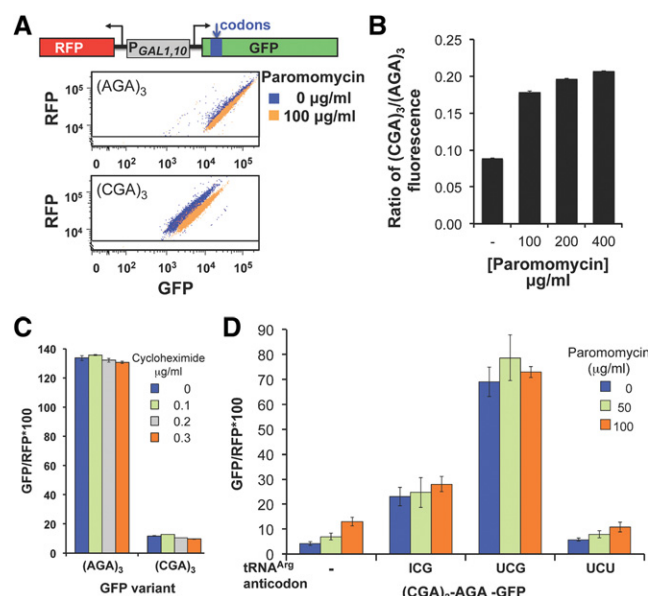 A
codons
RFP
PGAL1,10
GFP
Paromomycin
0 µg/ml
100 µg/ml
(AGA)3
RFP
10^5
10^4
0 10^2 10^3 10^4 10^5
(CGA)3
RFP
10^5
10^4
0 10^2 10^3 10^4 10^5
GFP
B
Ratio of (CGA)3/(AGA)3
fluorescence
0.25
0.20
0.15
0.10
0.05
0.00
- 100 200 400
[Paromomycin]
µg/ml
C
GFP/RFP*100
140
120
100
80
60
40
20
0
Cycloheximide
µg/ml
0
0.1
0.2
0.3
(AGA)3 (CGA)3
GFP variant
D
GFP/RFP*100
90
80
70
60
50
40
30
20
10
0
Paromomycin
(µg/ml)
0
50
100
tRNAArg
anticodon
- ICG UCG UCU
(CGA)2-AGA -GFP